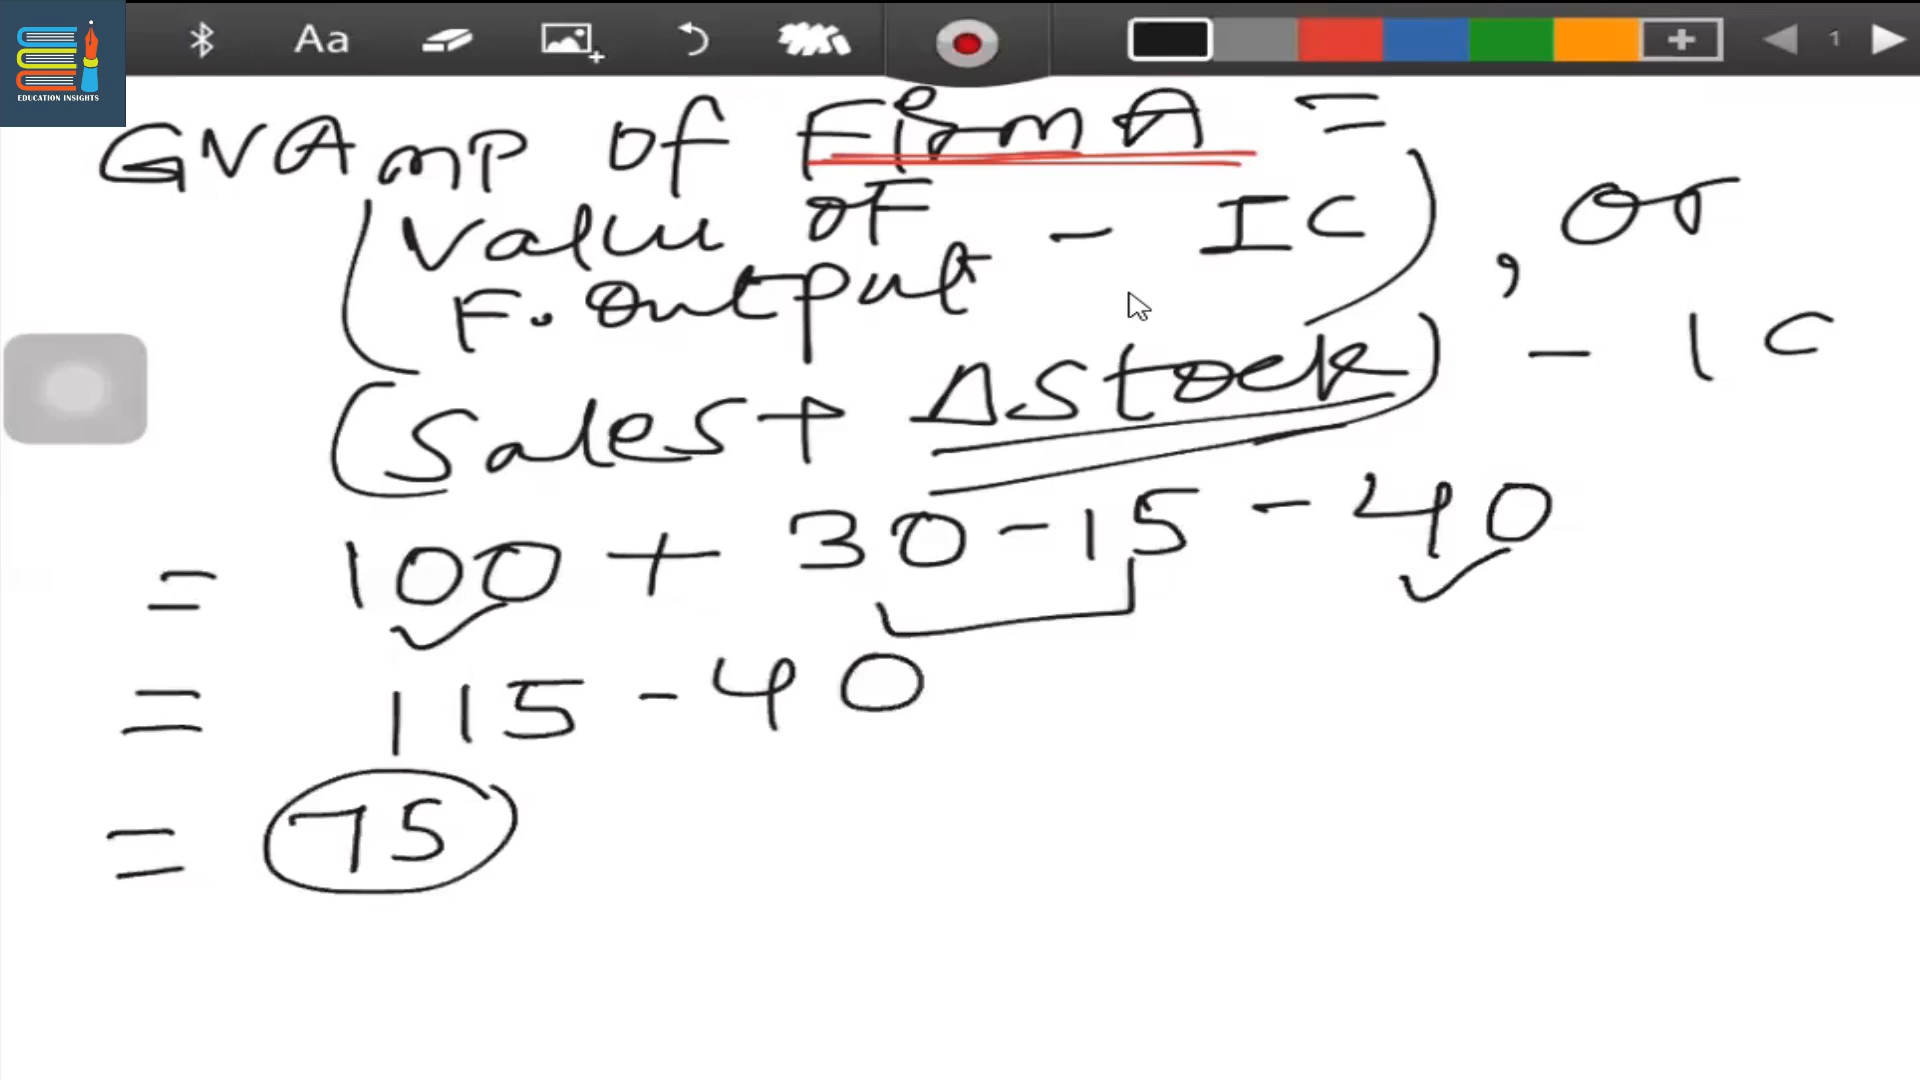 EDUCATION INSIGHTS
Aa
1
GVAmp of Firm A =
(Value of F. Output - IC), or
(Sales + ΔStock) - IC
= 100 + 30 - 15 - 40
= 115 - 40
= 75